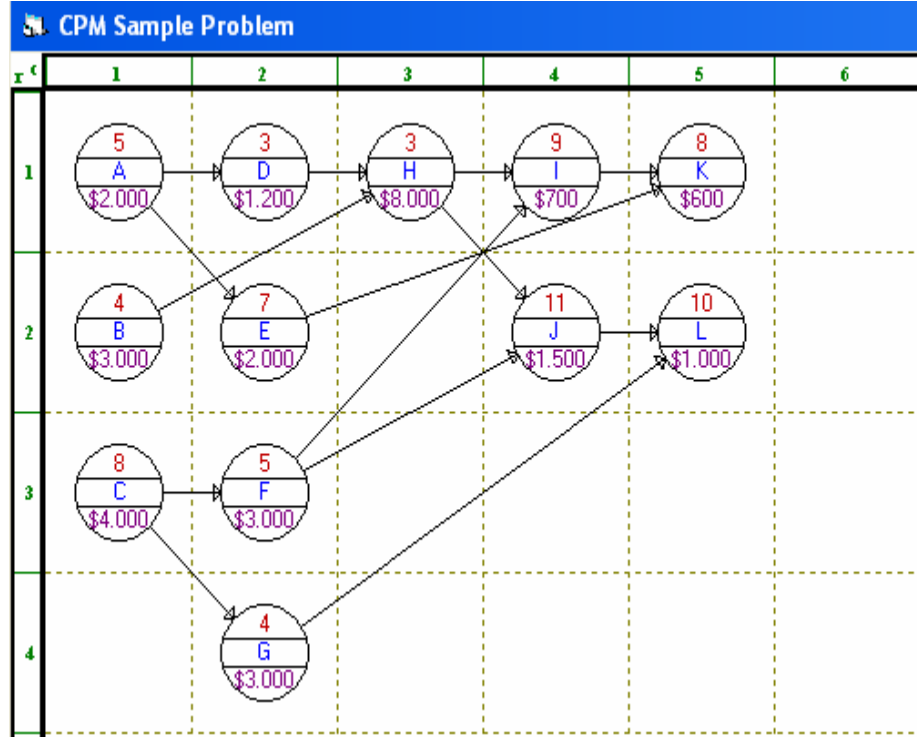 CPM Sample Problem
r c 1 2 3 4 5 6
1
5 3 3 9 8
A D H I K
$2.000 $1.200 $8.000 $700 $600
2
4 7 11 10
B E J L
$3.000 $2.000 $1.500 $1.000
3
8 5
C F
$4.000 $3.000
4
4
G
$3.000